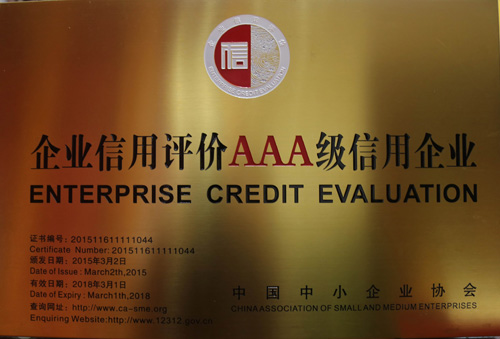 信
企业信用评价AAA级信用企业
ENTERPRISE CREDIT EVALUATION
证书编号：201511611111044
Certificate Number:201511611111044
颁发日期：2015年3月2日
Date of Issue : March2th,2015
有效日期：2018年3月1日
Date of Expiry : March1th,2018
查询网址：http://www.ca-sme.org
Enquiring Website:http://www.12312.gov.cn
中国中小企业协会
CHINA ASSOCIATION OF SMALL AND MEDIUM ENTERPRISES